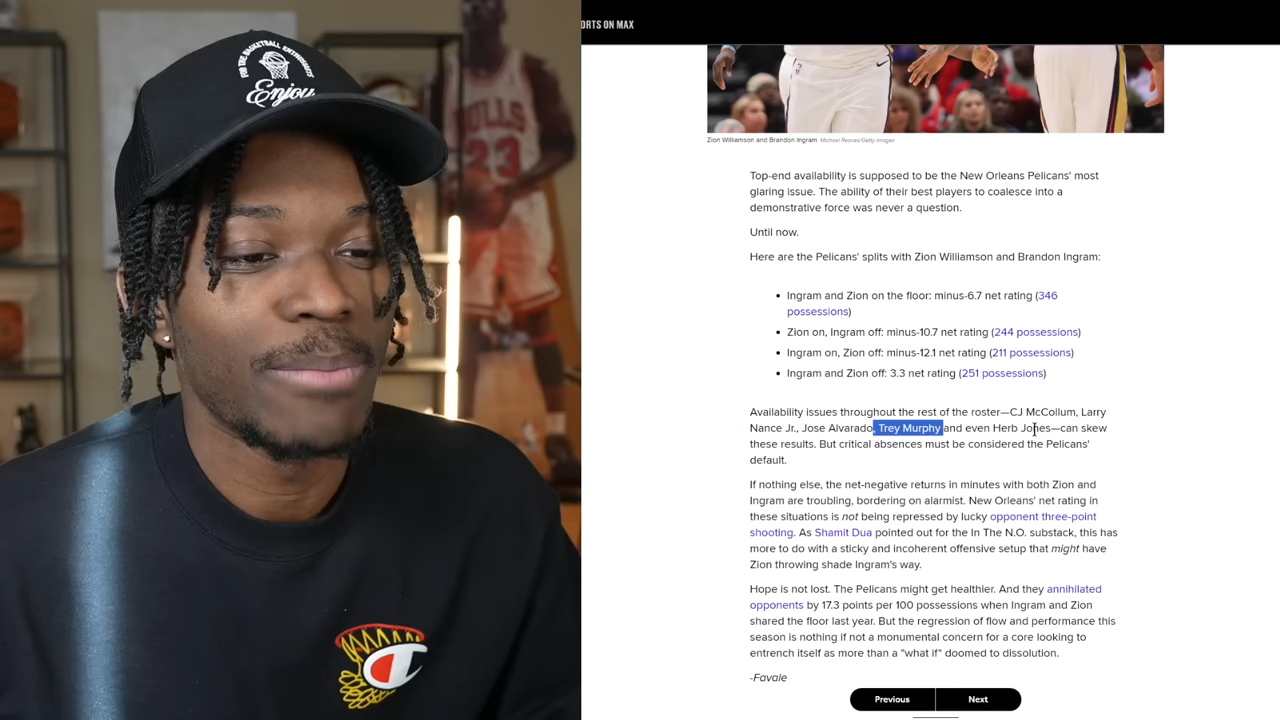 FOR THE BASKETBALL ENTHUSIASTS
Enjoy
BULLS
23
ORTS ON MAX
Zion Williamson and Brandon Ingram Michael Reaves/Getty Images
Top-end availability is supposed to be the New Orleans Pelicans' most
glaring issue. The ability of their best players to coalesce into a
demonstrative force was never a question.
Until now.
Here are the Pelicans' splits with Zion Williamson and Brandon Ingram:
• Ingram and Zion on the floor: minus-6.7 net rating (346
possessions)
• Zion on, Ingram off: minus-10.7 net rating (244 possessions)
• Ingram on, Zion off: minus-12.1 net rating (211 possessions)
• Ingram and Zion off: 3.3 net rating (251 possessions)
Availability issues throughout the rest of the roster—CJ McCollum, Larry
Nance Jr., Jose Alvarado, Trey Murphy and even Herb Jones—can skew
these results. But critical absences must be considered the Pelicans'
default.
If nothing else, the net-negative returns in minutes with both Zion and
Ingram are troubling, bordering on alarmist. New Orleans' net rating in
these situations is not being repressed by lucky opponent three-point
shooting. As Shamit Dua pointed out for the In The N.O. substack, this has
more to do with a sticky and incoherent offensive setup that might have
Zion throwing shade Ingram's way.
Hope is not lost. The Pelicans might get healthier. And they annihilated
opponents by 17.3 points per 100 possessions when Ingram and Zion
shared the floor last year. But the regression of flow and performance this
season is nothing if not a monumental concern for a core looking to
entrench itself as more than a "what if" doomed to dissolution.
-Favale
Previous
Next